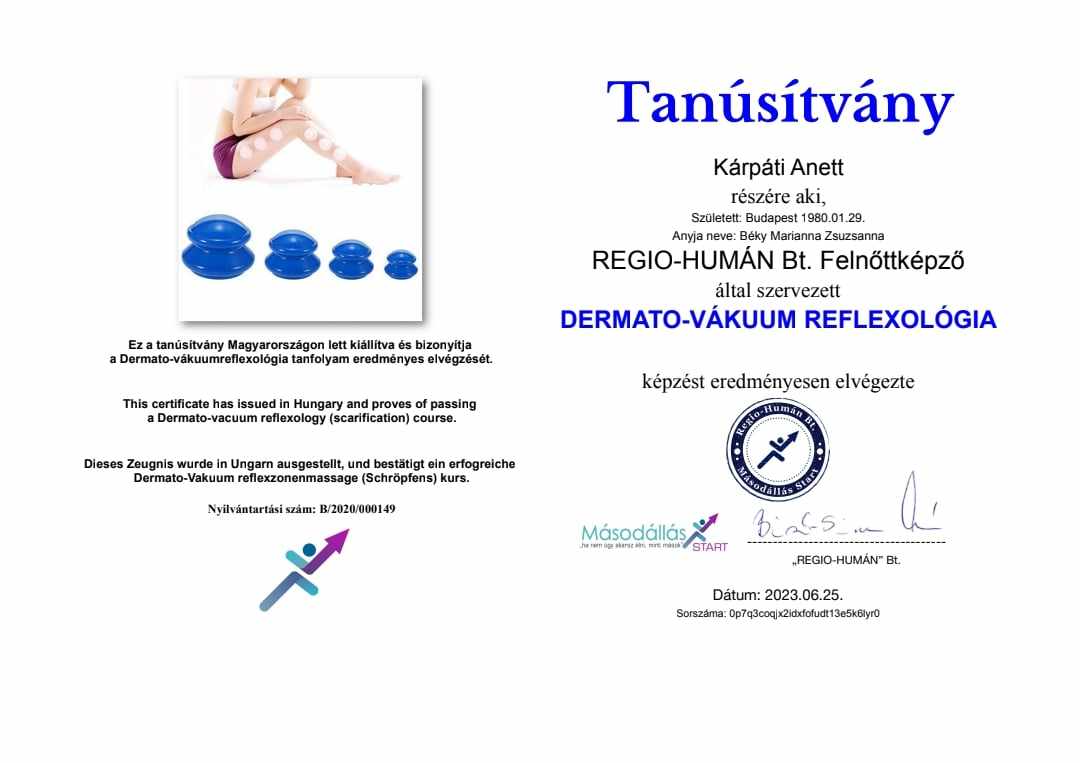 Ez a tanúsítvány Magyarországon lett kiállítva és bizonyítja
a Dermato-vákuumreflexológia tanfolyam eredményes elvégzését.
This certificate has issued in Hungary and proves of passing
a Dermato-vacuum reflexology (scarification) course.
Dieses Zeugnis wurde in Ungarn ausgestellt, und bestätigt ein erfogreiche
Dermato-Vakuum reflexzonenmassage (Schröpfens) kurs.
Nyilvántartási szám: B/2020/000149
Tanúsítvány
Kárpáti Anett
részére aki,
Született: Budapest 1980.01.29.
Anyja neve: Béky Marianna Zsuzsanna
REGIO-HUMÁN Bt. Felnőttképző
által szervezett
DERMATO-VÁKUUM REFLEXOLÓGIA
képzést eredményesen elvégezte
Regio-Humán Bt.
Másodállás Start
Másodállás
„ha nem úgy akarsz élni, mint mások"
START
„REGIO-HUMÁN” Bt.
Dátum: 2023.06.25.
Sorszáma: 0p7q3coqjx2idxfofudt13e5k6lyr0